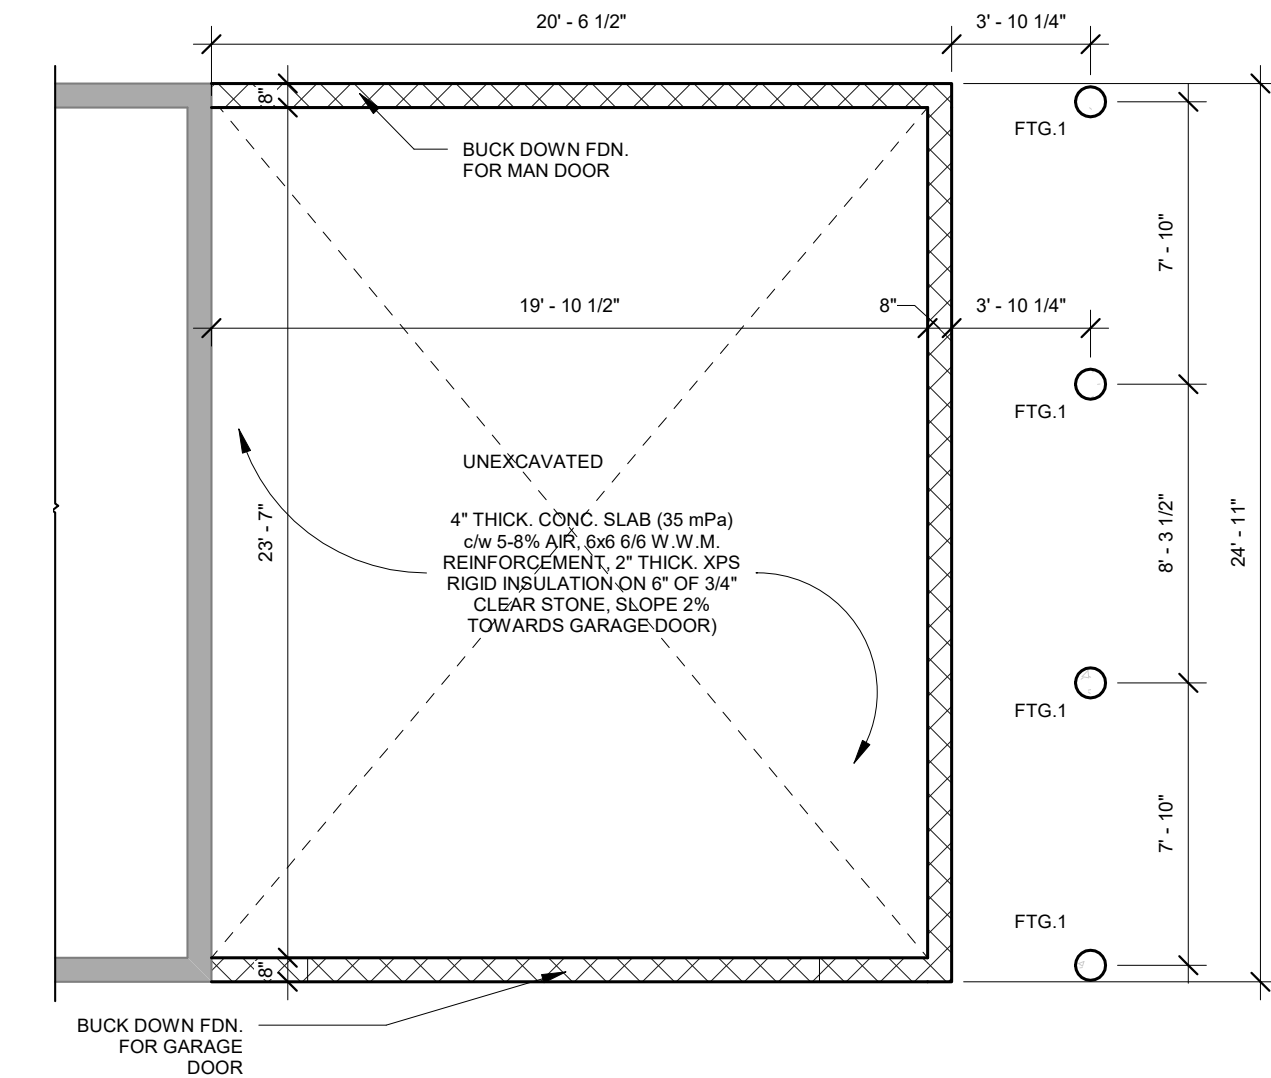 20' - 6 1/2"
3' - 10 1/4"
8"
FTG.1
BUCK DOWN FDN.
FOR MAN DOOR
7' - 10"
19' - 10 1/2"
8"
3' - 10 1/4"
FTG.1
UNEXCAVATED
4" THICK. CONC. SLAB (35 mPa)
c/w 5-8% AIR, 6x6 6/6 W.W.M.
REINFORCEMENT, 2" THICK. XPS
RIGID INSULATION ON 6" OF 3/4"
CLEAR STONE, SLOPE 2%
TOWARDS GARAGE DOOR)
23' - 7"
8' - 3 1/2"
24' - 11"
FTG.1
7' - 10"
FTG.1
8"
BUCK DOWN FDN.
FOR GARAGE
DOOR